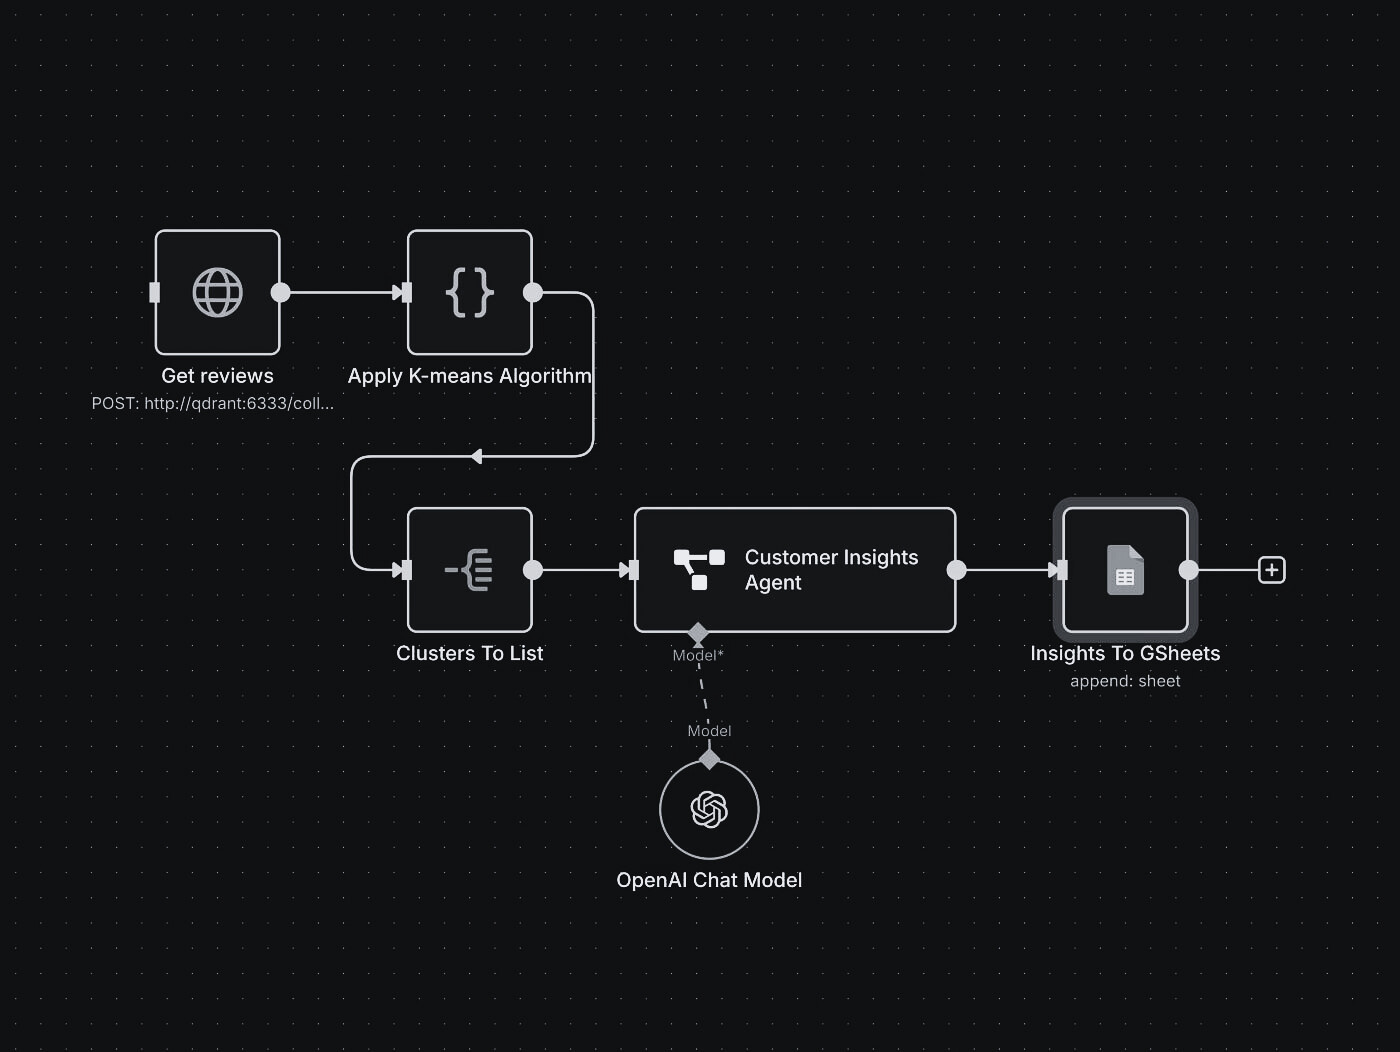 Get reviews
POST: http://qdrant:6333/coll...
Apply K-means Algorithm
Clusters To List
Customer Insights
Agent
Model*
Model
OpenAI Chat Model
Insights To GSheets
append: sheet